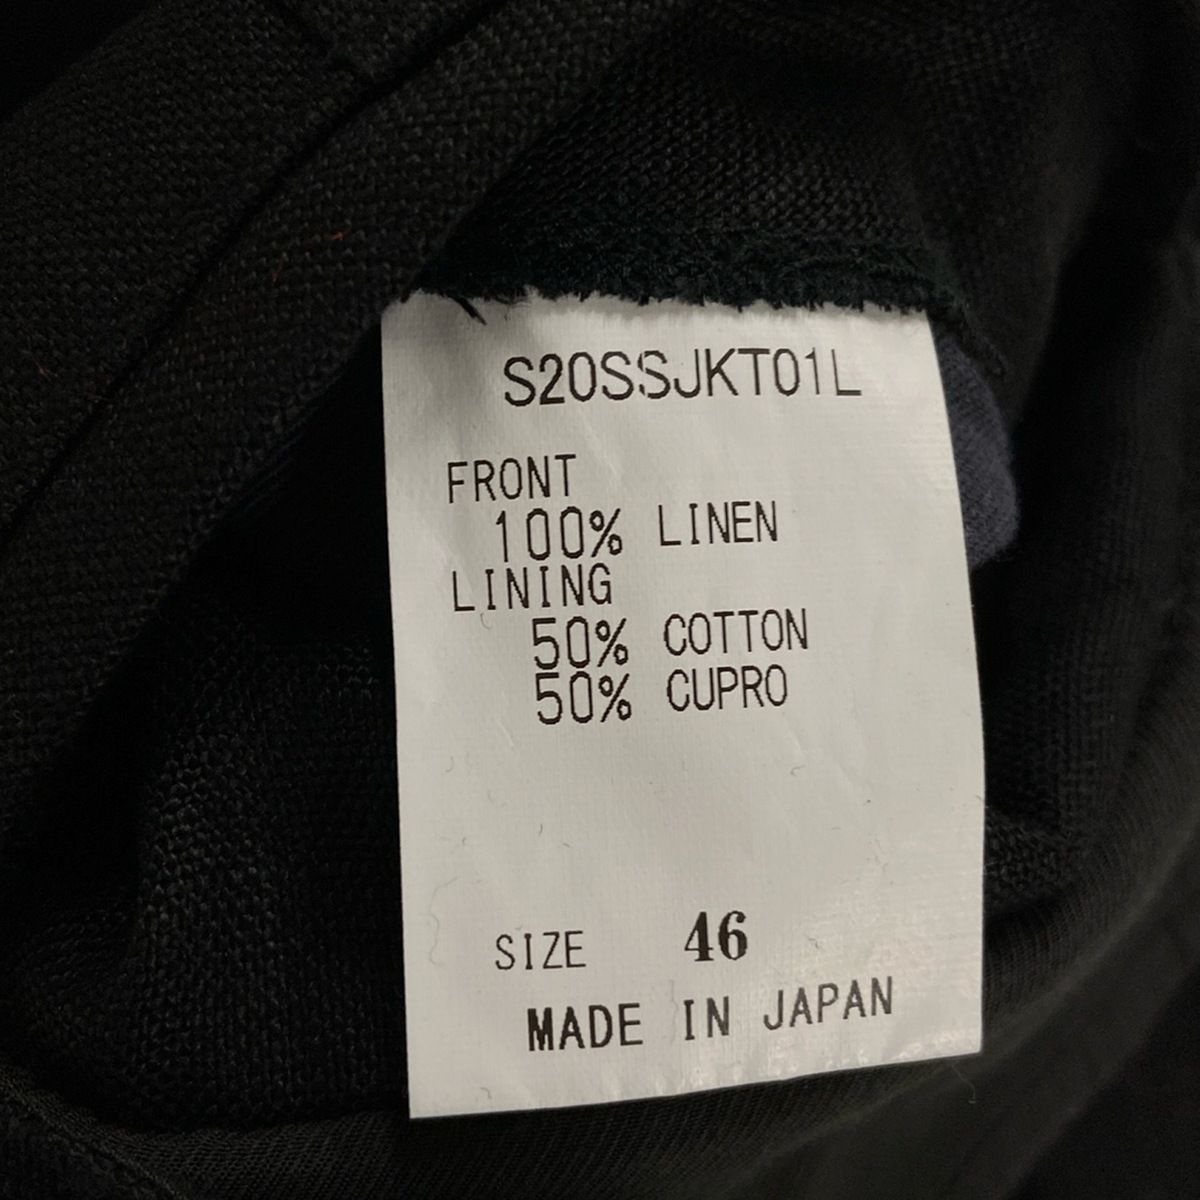 S20SSJKT01L
FRONT
100% LINEN
LINING
50% COTTON
50% CUPRO
SIZE 46
MADE IN JAPAN